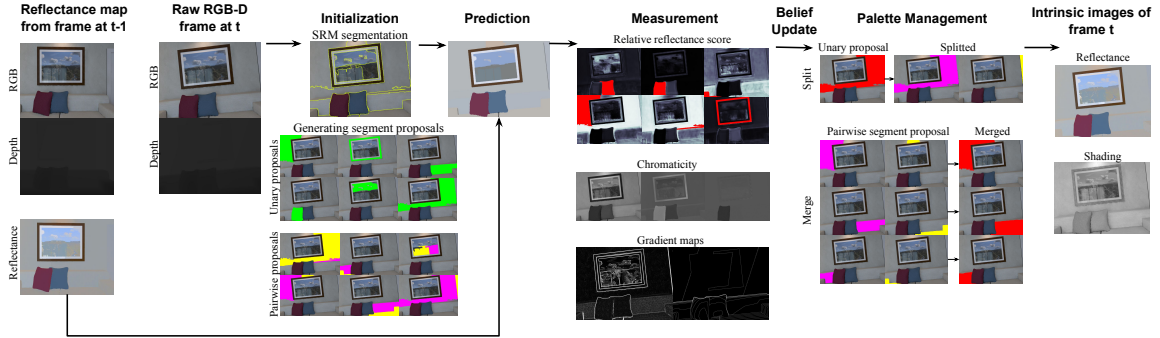 Reflectance map
from frame at t-1
Raw RGB-D
frame at t
Initialization
Prediction
Measurement
Belief
Update
Palette Management
Intrinsic images of
frame t
RGB
Depth
Reflectance
RGB
Depth
SRM segmentation
Generating segment proposals
Unary proposals
Pairwise proposals
Relative reflectance score
Chromaticity
Gradient maps
Unary proposal
Splitted
Split
Pairwise segment proposal
Merged
Merge
Reflectance
Shading